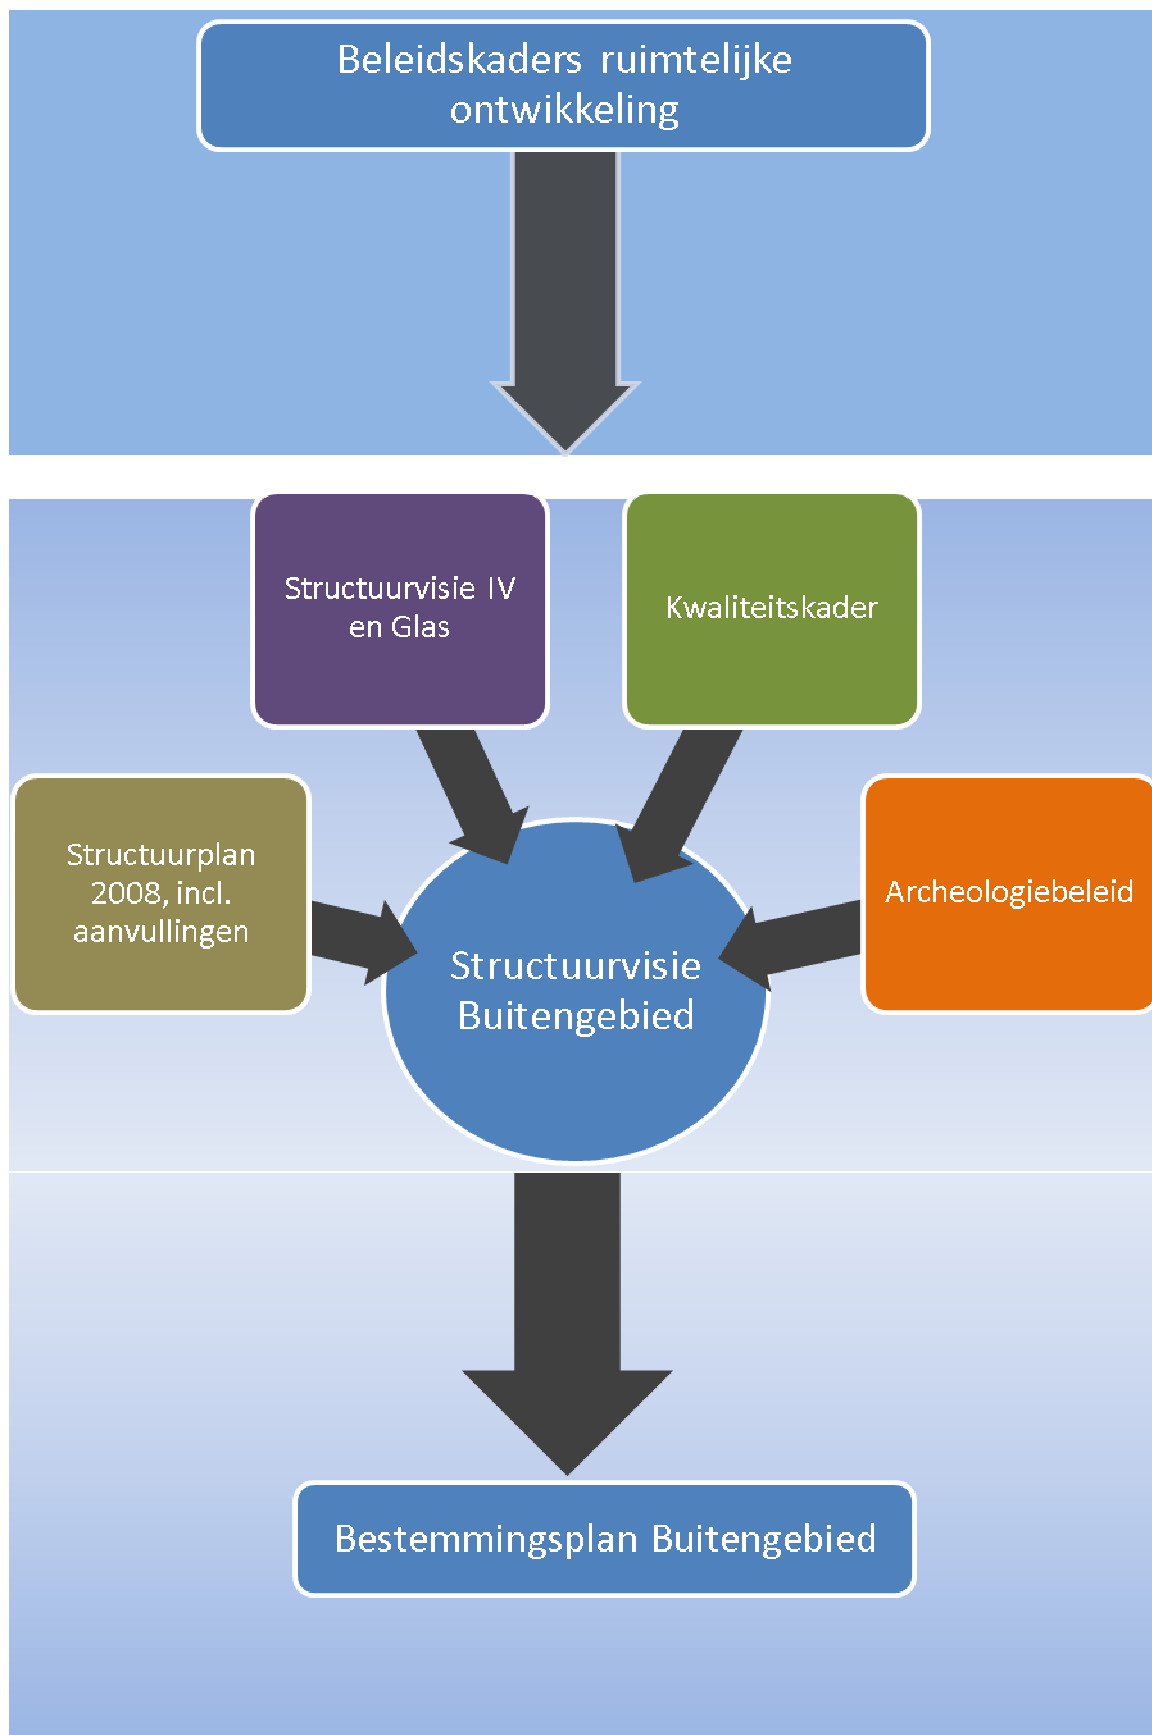 Beleidskaders ruimtelijke
ontwikkeling
Structuurvisie IV
en Glas
Kwaliteitskader
Structuurplan
2008, incl.
aanvullingen
Archeologiebeleid
Structuurvisie
Buitengebied
Bestemmingsplan Buitengebied